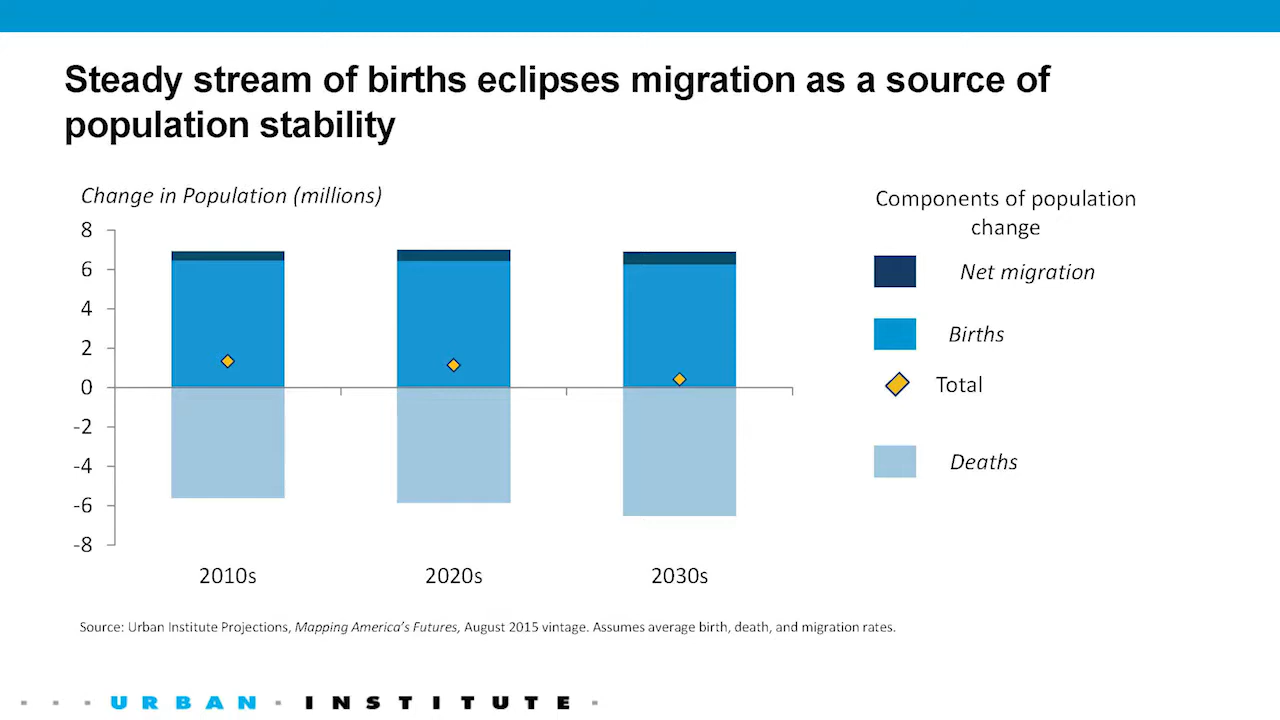 Steady stream of births eclipses migration as a source of
population stability
Change in Population (millions)
8
6
4
2
0
-2
-4
-6
-8
2010s
2020s
2030s
Components of population
change
Net migration
Births
Total
Deaths
Source: Urban Institute Projections, Mapping America's Futures, August 2015 vintage. Assumes average birth, death, and migration rates.
URBAN INSTITUTE